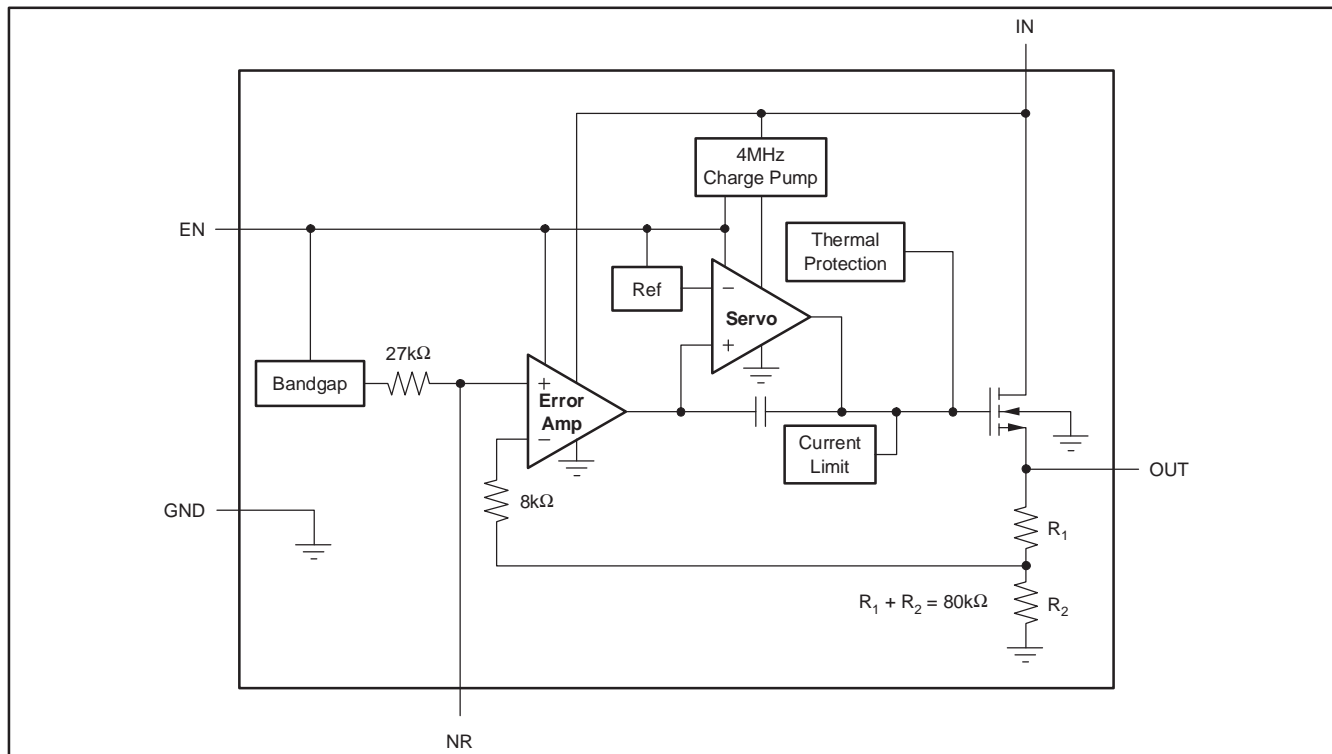 IN
4MHz
Charge Pump
EN
Thermal
Protection
Ref
−
Servo
+
27kΩ
Bandgap
+
Error
Amp
−
Current
Limit
OUT
8kΩ
GND
R1
R1 + R2 = 80kΩ
R2
NR